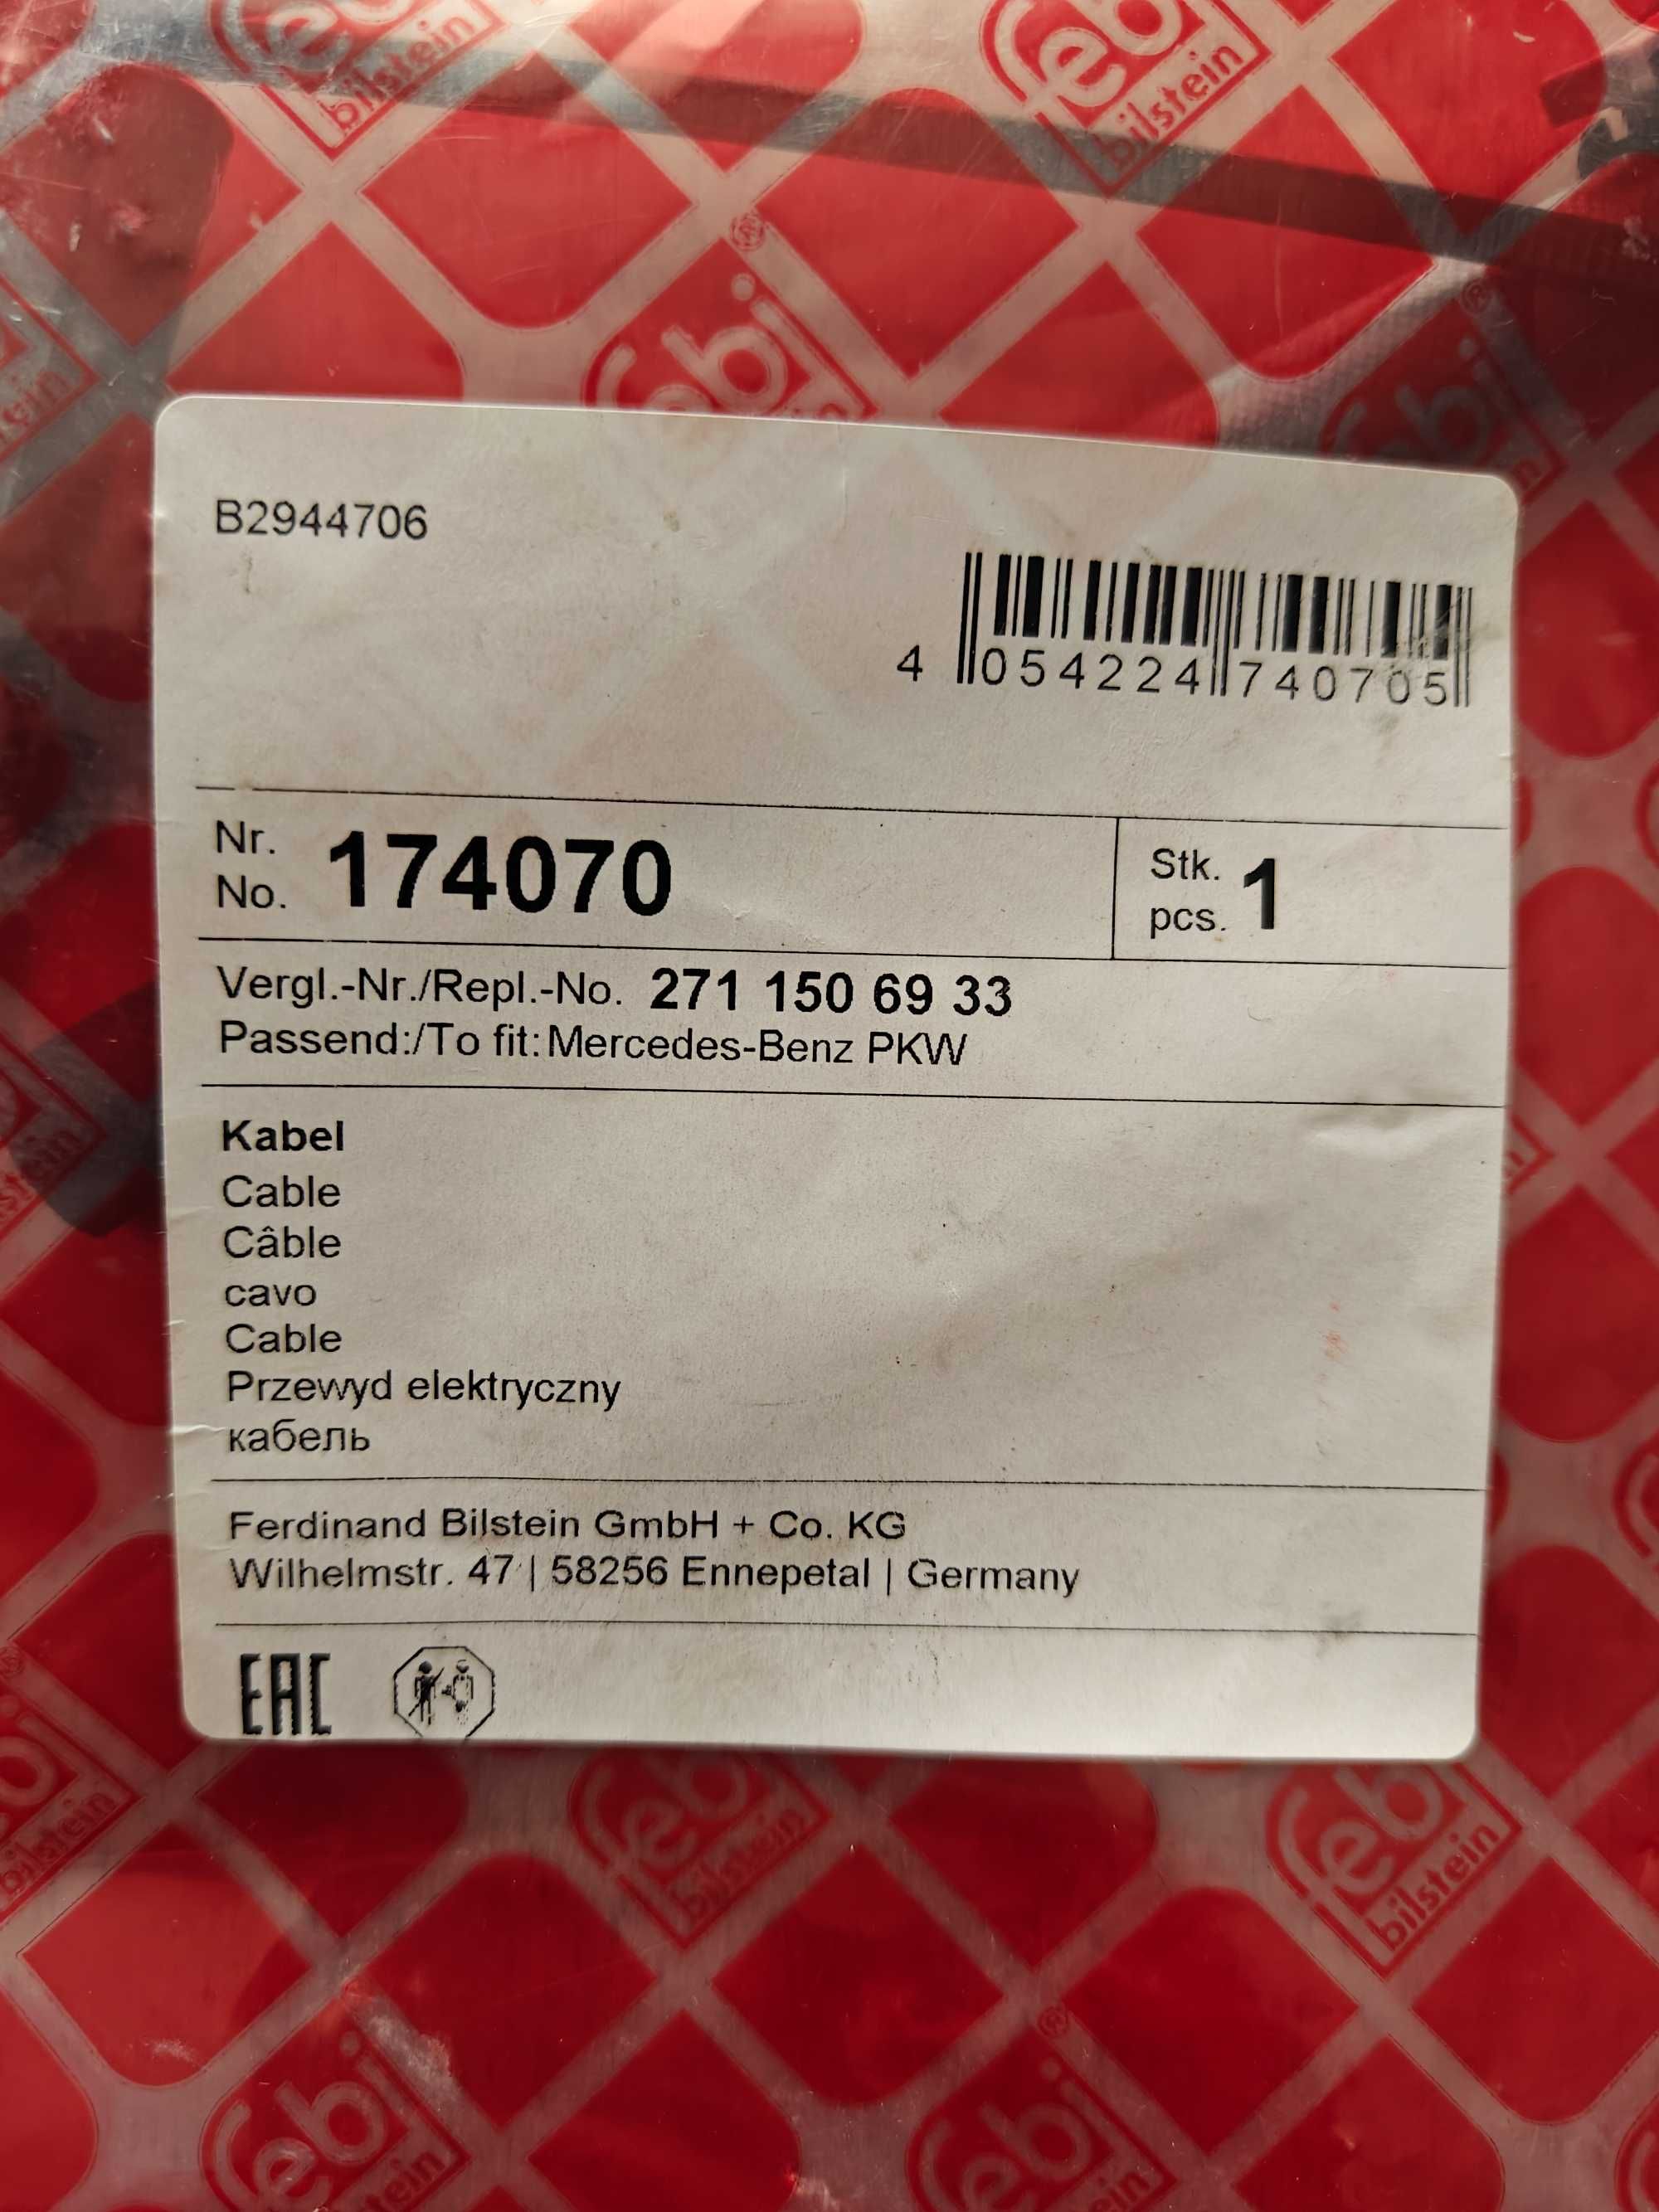 B2944706
4 054224 740705
Nr.
No. 174070
Stk.
pcs. 1
Vergl.-Nr./Repl.-No. 271 150 69 33
Passend:/To fit: Mercedes-Benz PKW
Kabel
Cable
Câble
cavo
Cable
Przewyd elektryczny
кабель
Ferdinand Bilstein GmbH + Co. KG
Wilhelmstr. 47 | 58256 Ennepetal | Germany
EAC
febi
bilstein